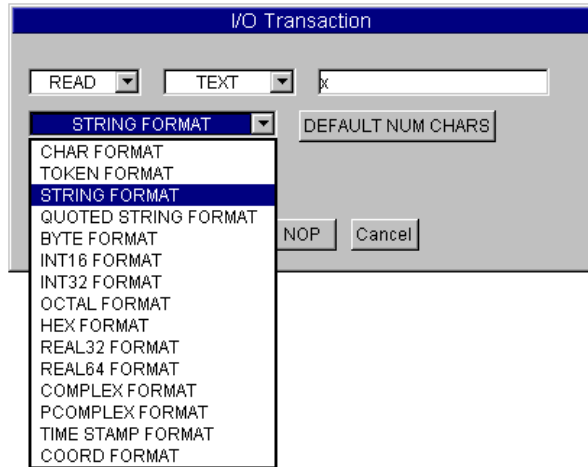 I/O Transaction
READ TEXT x
STRING FORMAT DEFAULT NUM CHARS
CHAR FORMAT
TOKEN FORMAT
STRING FORMAT
QUOTED STRING FORMAT
BYTE FORMAT NOP Cancel
INT16 FORMAT
INT32 FORMAT
OCTAL FORMAT
HEX FORMAT
REAL32 FORMAT
REAL64 FORMAT
COMPLEX FORMAT
PCOMPLEX FORMAT
TIME STAMP FORMAT
COORD FORMAT